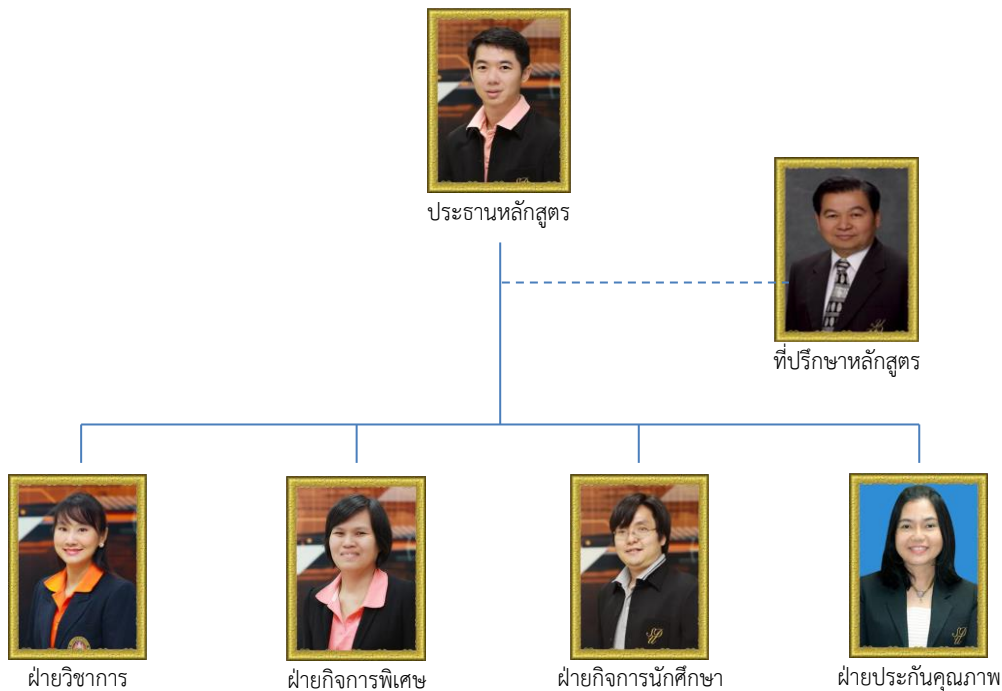 ประธานหลักสูตร
ที่ปรึกษาหลักสูตร
ฝ่ายวิชาการ
ฝ่ายกิจการพิเศษ
ฝ่ายกิจการนักศึกษา
ฝ่ายประกันคุณภาพ